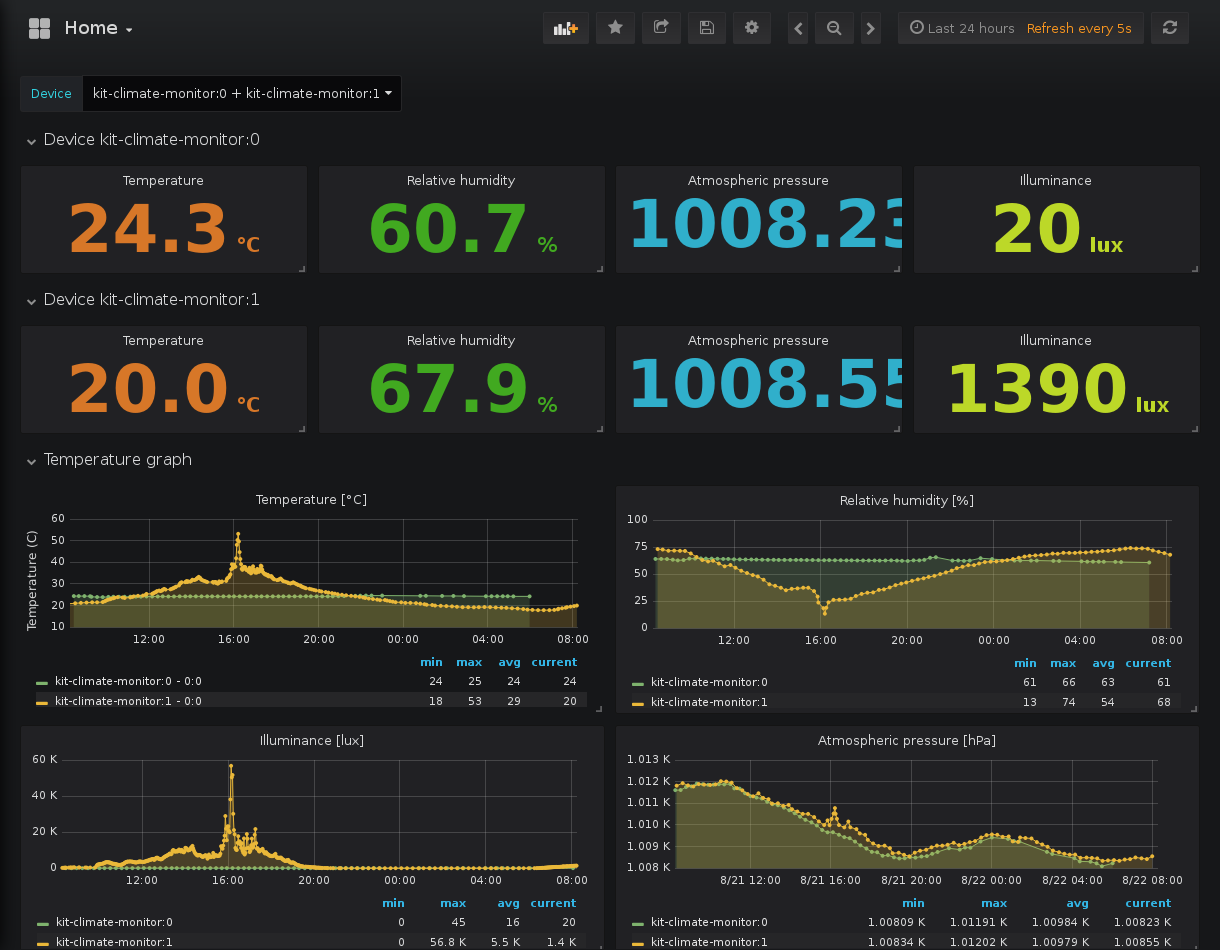 Home
Last 24 hours Refresh every 5s
Device kit-climate-monitor:0 + kit-climate-monitor:1
Device kit-climate-monitor:0
Temperature Relative humidity Atmospheric pressure Illuminance
24.3 °C 60.7 % 1008.23 20 lux
Device kit-climate-monitor:1
Temperature Relative humidity Atmospheric pressure Illuminance
20.0 °C 67.9 % 1008.55 1390 lux
Temperature graph
Temperature [°C]
Temperature (C)
60
50
40
30
20
10
12:00 16:00 20:00 00:00 04:00 08:00
min max avg current
kit-climate-monitor:0 - 0:0 24 25 24 24
kit-climate-monitor:1 - 0:0 18 53 29 20
Relative humidity [%]
100
75
50
25
0
12:00 16:00 20:00 00:00 04:00 08:00
min max avg current
kit-climate-monitor:0 61 66 63 61
kit-climate-monitor:1 13 74 54 68
Illuminance [lux]
60 K
40 K
20 K
0
12:00 16:00 20:00 00:00 04:00 08:00
min max avg current
kit-climate-monitor:0 0 45 16 20
kit-climate-monitor:1 0 56.8 K 5.5 K 1.4 K
Atmospheric pressure [hPa]
1.013 K
1.012 K
1.011 K
1.010 K
1.009 K
1.008 K
8/21 12:00 8/21 16:00 8/21 20:00 8/22 00:00 8/22 04:00 8/22 08:00
min max avg current
kit-climate-monitor:0 1.00809 K 1.01191 K 1.00984 K 1.00823 K
kit-climate-monitor:1 1.00834 K 1.01202 K 1.00979 K 1.00855 K